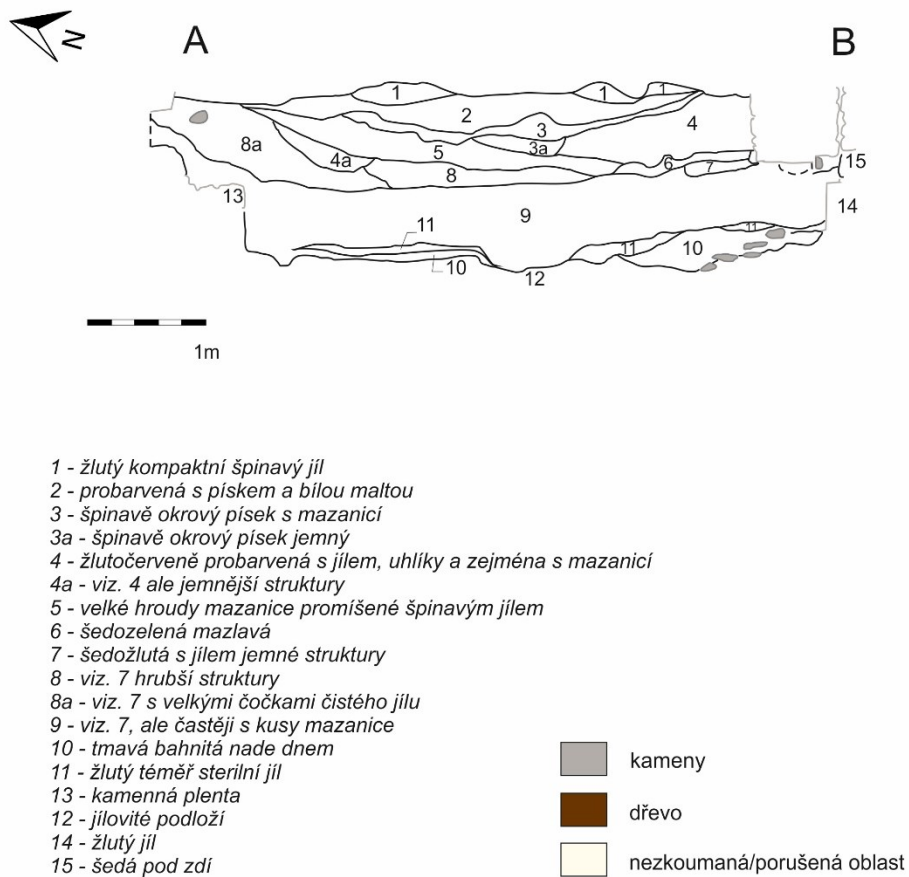 N A B
1 1 1
2 3 4
8a 3a
4a 5 6 15
8 7
13 9 14
11 11
11 10
10 12
1m
1 - žlutý kompaktní špinavý jíl
2 - probarvená s pískem a bílou maltou
3 - špinavě okrový písek s mazanicí
3a - špinavě okrový písek jemný
4 - žlutočerveně probarvená s jílem, uhlíky a zejména s mazanicí
4a - viz. 4 ale jemnější struktury
5 - velké hroudy mazanice promíšené špinavým jílem
6 - šedozelená mazlavá
7 - šedožlutá s jílem jemné struktury
8 - viz. 7 hrubší struktury
8a - viz. 7 s velkými čočkami čistého jílu
9 - viz. 7, ale častěji s kusy mazanice
10 - tmavá bahnitá nade dnem
11 - žlutý téměř sterilní jíl
13 - kamenná plenta
12 - jílovité podloží
14 - žlutý jíl
15 - šedá pod zdí
kameny
dřevo
nezkoumaná/porušená oblast